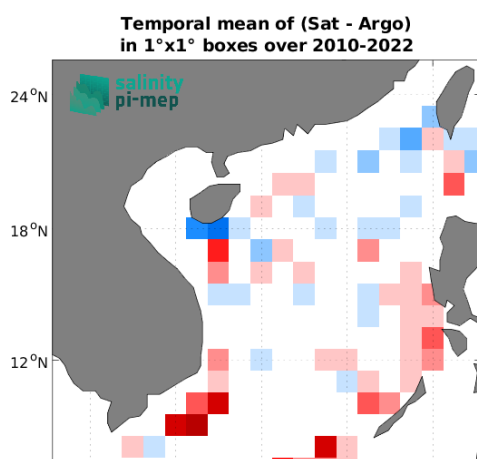 Temporal mean of (Sat - Argo)
in 1°x1° boxes over 2010-2022
salinity
pi-mep
24°N
18°N
12°N